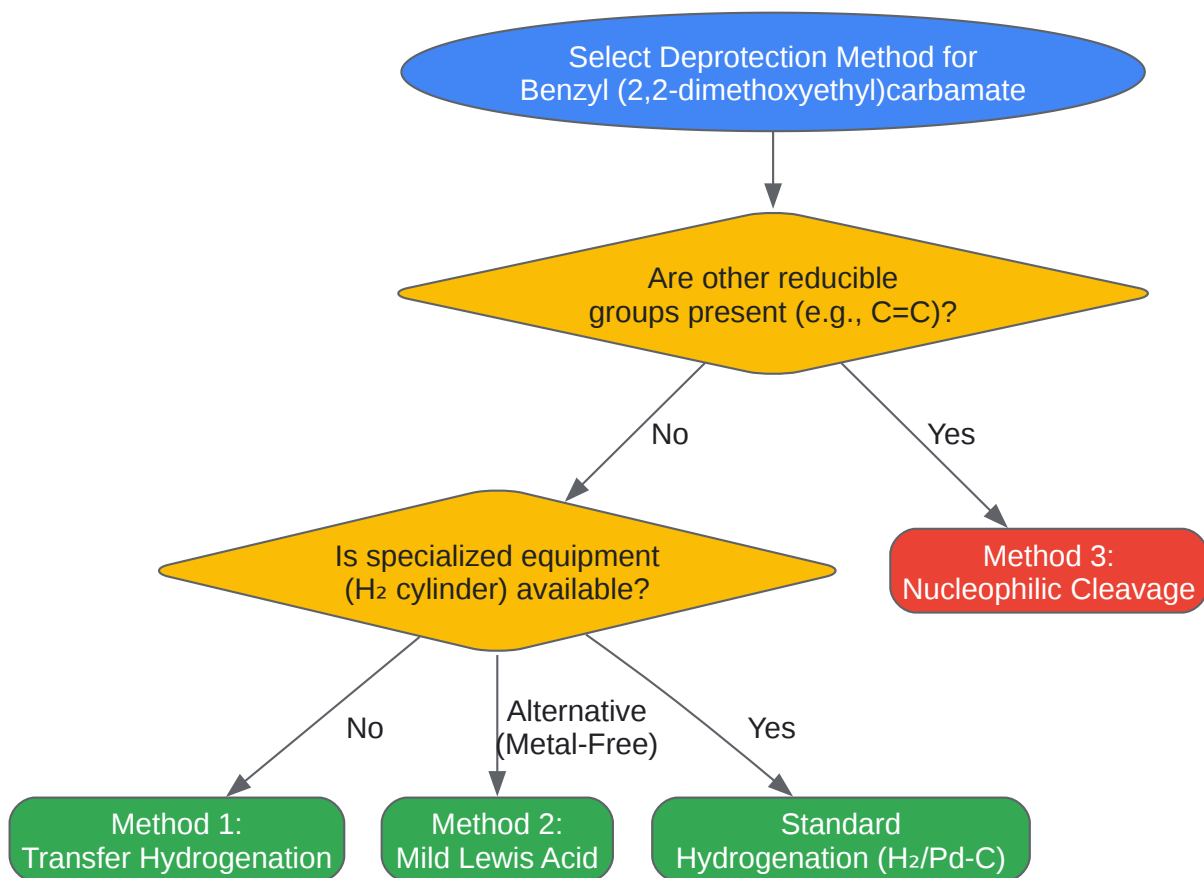 Select Deprotection Method for
Benzyl (2,2-dimethoxyethyl)carbamate
Are other reducible
groups present (e.g., C=C)?
No
Yes
Is specialized equipment
(H₂ cylinder) available?
Method 3:
Nucleophilic Cleavage
No
Alternative
(Metal-Free)
Yes
Method 1:
Transfer Hydrogenation
Method 2:
Mild Lewis Acid
Standard
Hydrogenation (H₂/Pd-C)